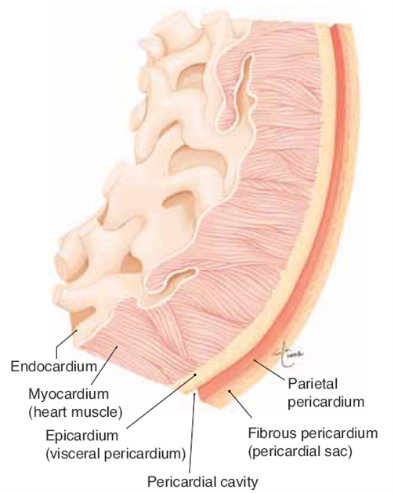 Endocardium
Myocardium
(heart muscle)
Epicardium
(visceral pericardium)
Pericardial cavity
Parietal
pericardium
Fibrous pericardium
(pericardial sac)